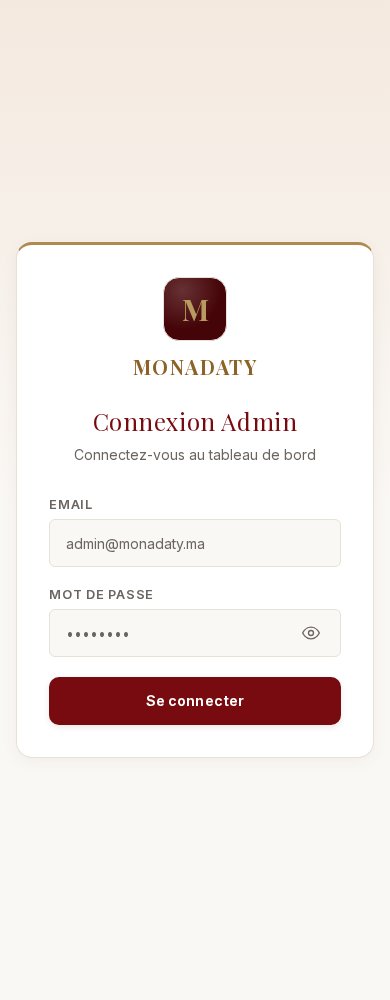 M
MONADATY
Connexion Admin
Connectez-vous au tableau de bord
EMAIL
admin@monadaty.ma
MOT DE PASSE
••••••••
Se connecter